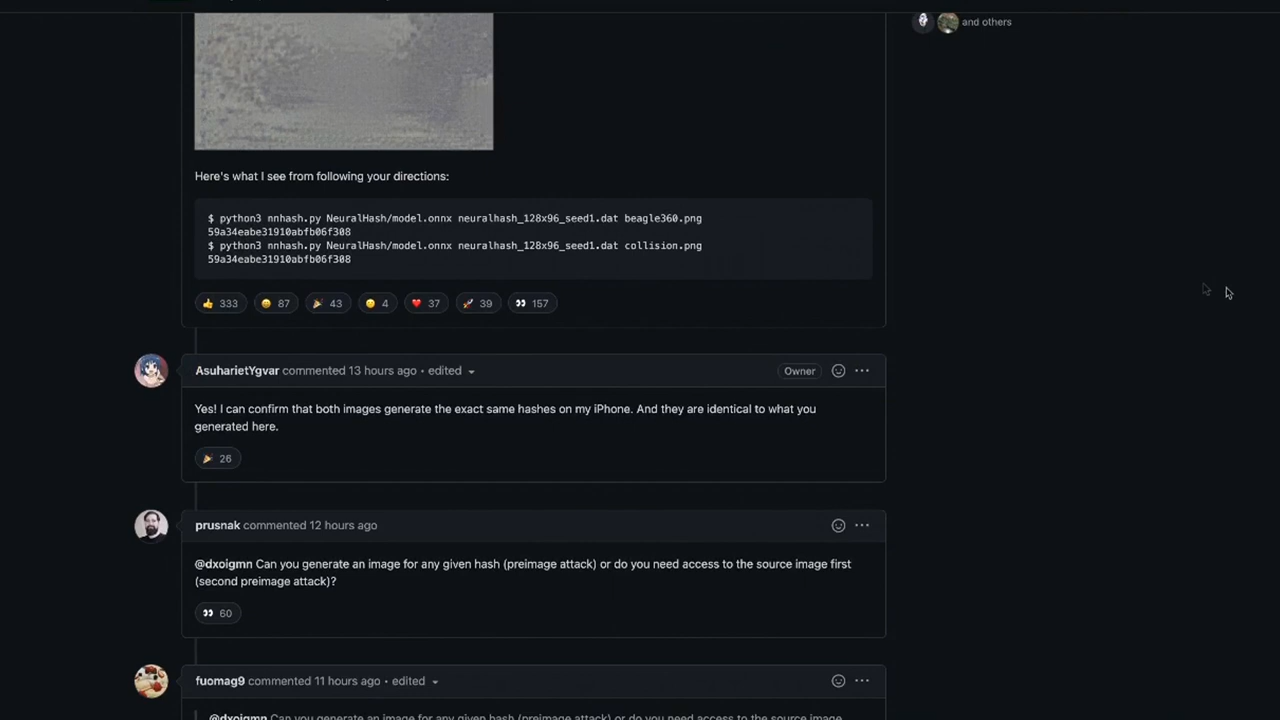 and others
Here's what I see from following your directions:
$ python3 nnhash.py NeuralHash/model.onnx neuralhash_128x96_seed1.dat beagle360.png
59a34eabe31910abfb06f308
$ python3 nnhash.py NeuralHash/model.onnx neuralhash_128x96_seed1.dat collision.png
59a34eabe31910abfb06f308
👍 333 😄 87 🎉 43 😕 4 ❤️ 37 🚀 39 👀 157
AsuharietYgvar commented 13 hours ago • edited
Owner
Yes! I can confirm that both images generate the exact same hashes on my iPhone. And they are identical to what you
generated here.
🎉 26
prusnak commented 12 hours ago
@dxoigmn Can you generate an image for any given hash (preimage attack) or do you need access to the source image first
(second preimage attack)?
👀 60
fuomag9 commented 11 hours ago • edited
@dxoigmn Can you generate an image for any given hash (preimage attack) or do you need access to the source image